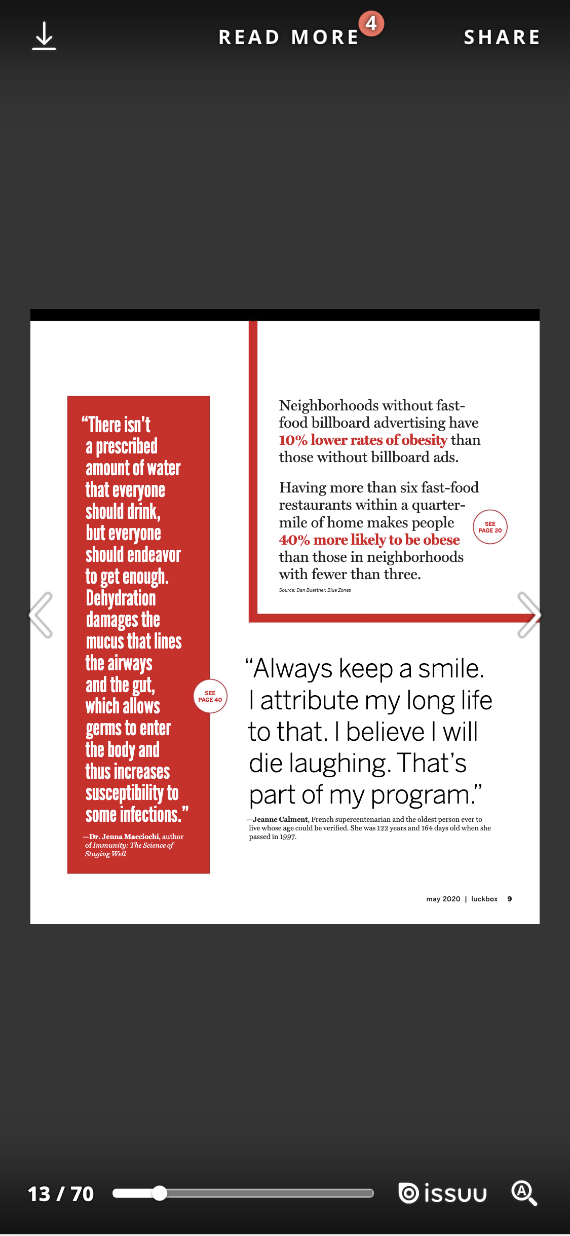 READ MORE
4
SHARE
“There isn’t
a prescribed
amount of water
that everyone
should drink,
but everyone
should endeavor
to get enough.
Dehydration
damages the
mucus that lines
the airways
and the gut,
which allows
germs to enter
the body and
thus increases
susceptibility to
some infections.”
—Dr. Jenna Macciochi, author
of Immunity: The Science of
Staying Well
SEE
PAGE 40
Neighborhoods without fast-
food billboard advertising have
10% lower rates of obesity than
those without billboard ads.
Having more than six fast-food
restaurants within a quarter-
mile of home makes people
40% more likely to be obese
than those in neighborhoods
with fewer than three.
Source: Dan Buettner, Blue Zones
SEE
PAGE 20
“Always keep a smile.
I attribute my long life
to that. I believe I will
die laughing. That’s
part of my program.”
—Jeanne Calment, French supercentenarian and the oldest person ever to
live whose age could be verified. She was 122 years and 164 days old when she
passed in 1997.
may 2020 | luckbox 9
13 / 70
issuu
A